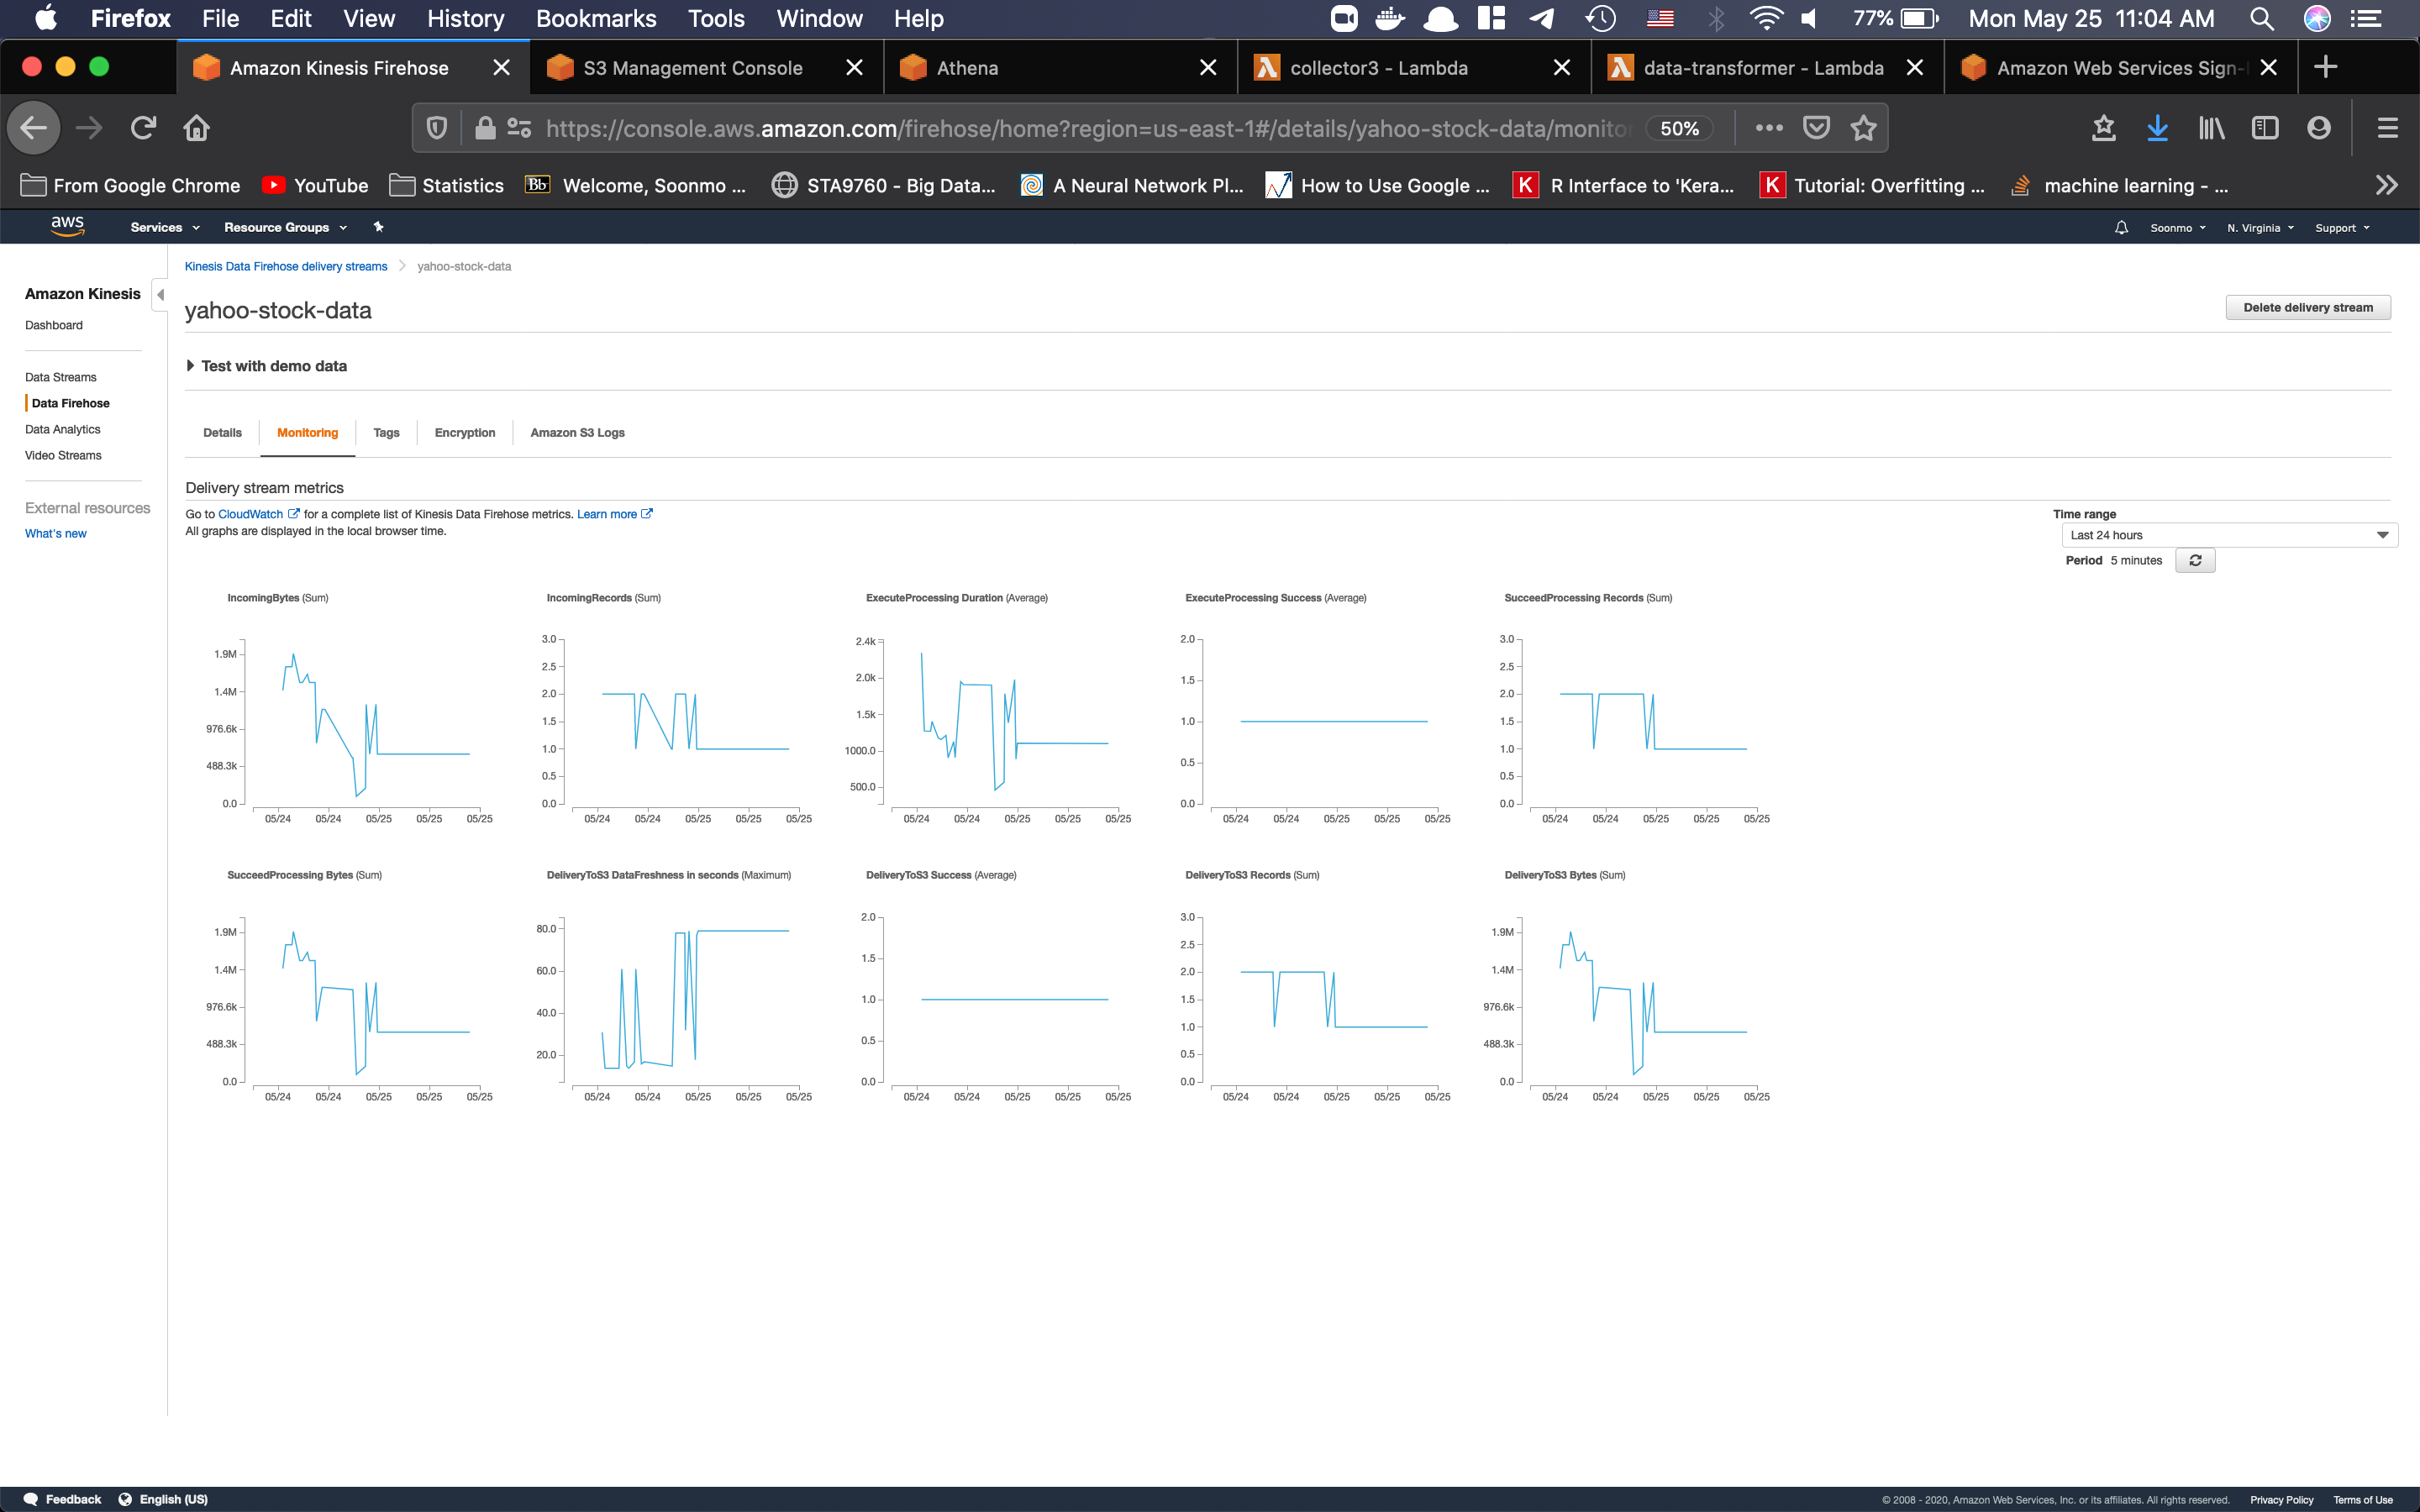 Firefox File Edit View History Bookmarks Tools Window Help 77% Mon May 25 11:04 AM
Amazon Kinesis Firehose S3 Management Console Athena collector3 - Lambda data-transformer - Lambda Amazon Web Services Sign-
https://console.aws.amazon.com/firehose/home?region=us-east-1#/details/yahoo-stock-data/monito 50%
From Google Chrome YouTube Statistics Bb Welcome, Soonmo ... STA9760 - Big Data... A Neural Network Pl... How to Use Google ... K R Interface to 'Kera... K Tutorial: Overfitting ... machine learning - ...
aws Services Resource Groups Soonmo N. Virginia Support
Kinesis Data Firehose delivery streams yahoo-stock-data
Amazon Kinesis
Dashboard
Data Streams
Data Firehose
Data Analytics
Video Streams
External resources
What's new
yahoo-stock-data Delete delivery stream
Test with demo data
Details Monitoring Tags Encryption Amazon S3 Logs
Delivery stream metrics
Go to CloudWatch for a complete list of Kinesis Data Firehose metrics. Learn more
All graphs are displayed in the local browser time.
Time range
Last 24 hours
Period 5 minutes
IncomingBytes (Sum)
1.9M
1.4M
976.6k
488.3k
0.0
05/24 05/24 05/25 05/25 05/25
IncomingRecords (Sum)
3.0
2.5
2.0
1.5
1.0
0.5
0.0
05/24 05/24 05/25 05/25 05/25
ExecuteProcessing Duration (Average)
2.4k
2.0k
1.5k
1000.0
500.0
05/24 05/24 05/25 05/25 05/25
ExecuteProcessing Success (Average)
2.0
1.5
1.0
0.5
0.0
05/24 05/24 05/25 05/25 05/25
SucceedProcessing Records (Sum)
3.0
2.5
2.0
1.5
1.0
0.5
0.0
05/24 05/24 05/25 05/25 05/25
SucceedProcessing Bytes (Sum)
1.9M
1.4M
976.6k
488.3k
0.0
05/24 05/24 05/25 05/25 05/25
DeliveryToS3 DataFreshness in seconds (Maximum)
80.0
60.0
40.0
20.0
05/24 05/24 05/25 05/25 05/25
DeliveryToS3 Success (Average)
2.0
1.5
1.0
0.5
0.0
05/24 05/24 05/25 05/25 05/25
DeliveryToS3 Records (Sum)
3.0
2.5
2.0
1.5
1.0
0.5
0.0
05/24 05/24 05/25 05/25 05/25
DeliveryToS3 Bytes (Sum)
1.9M
1.4M
976.6k
488.3k
0.0
05/24 05/24 05/25 05/25 05/25
Feedback English (US) © 2008 - 2020, Amazon Web Services, Inc. or its affiliates. All rights reserved. Privacy Policy Terms of Use